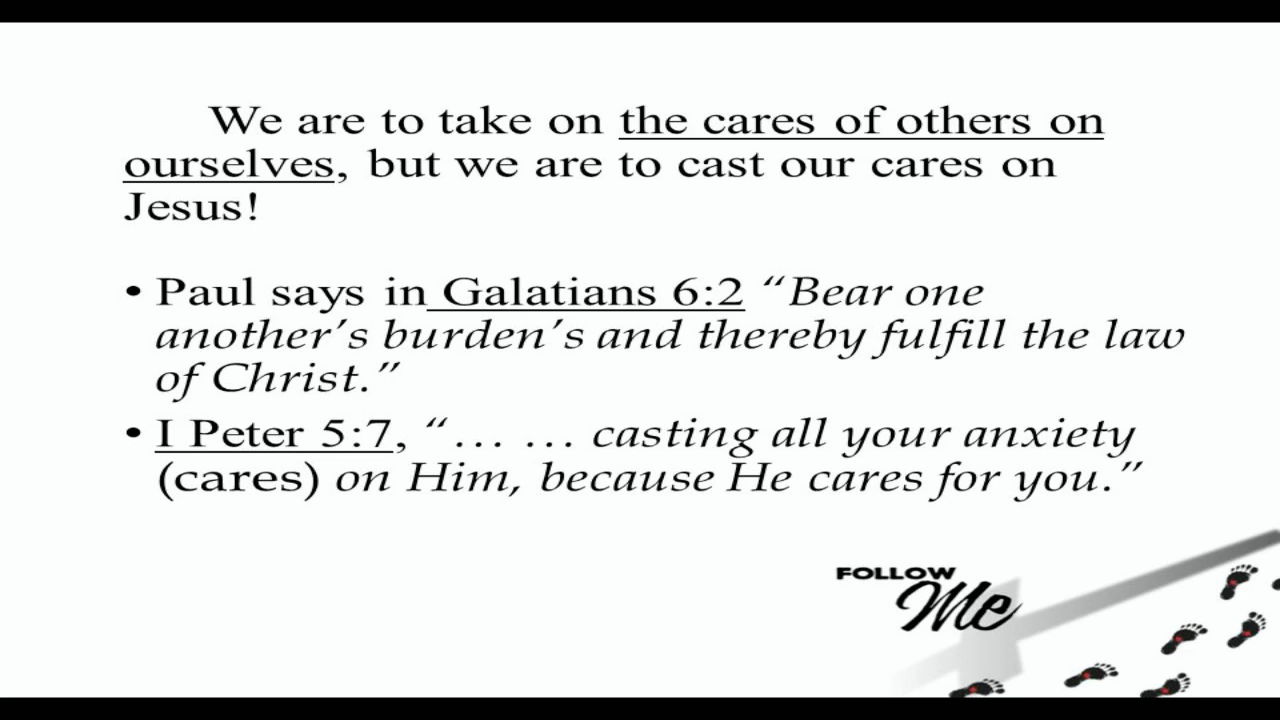 We are to take on the cares of others on
ourselves, but we are to cast our cares on
Jesus!
• Paul says in Galatians 6:2 “Bear one
another’s burden’s and thereby fulfill the law
of Christ.”
• I Peter 5:7, “… … casting all your anxiety
(cares) on Him, because He cares for you.”
FOLLOW
Me